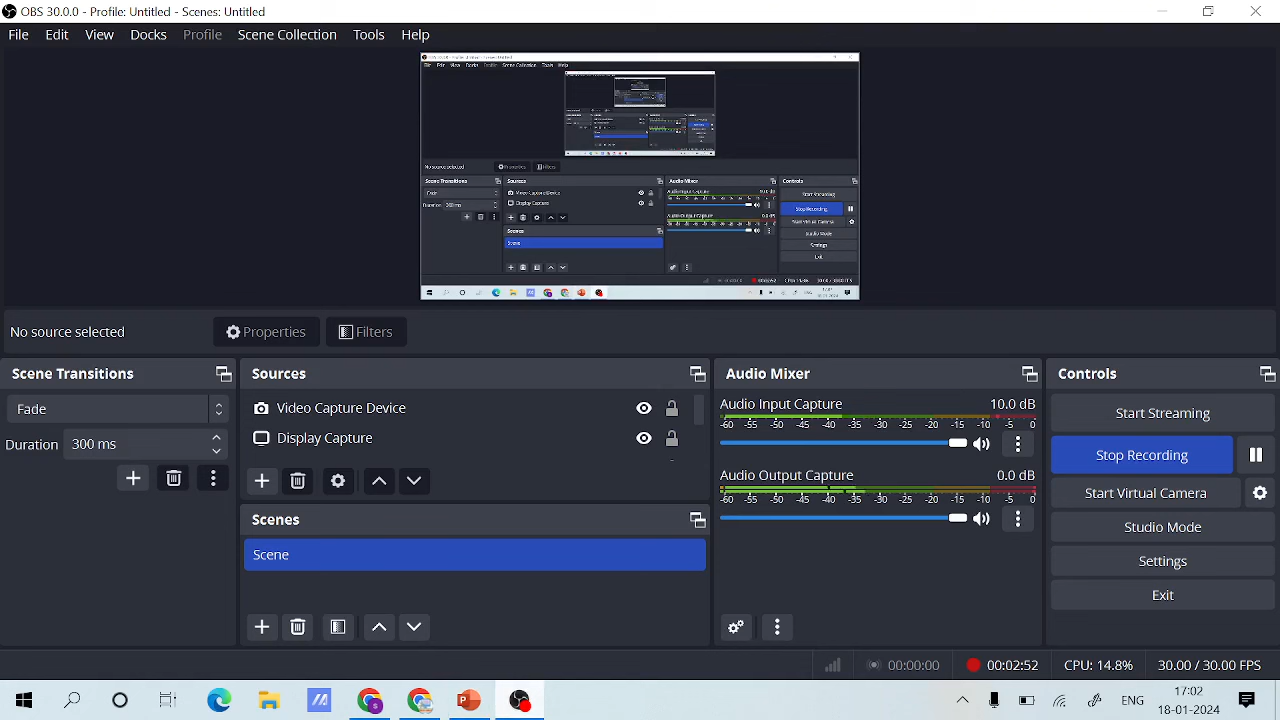 OBS 30.0.0 - Profile: Untitled - Scenes: Untitled
File Edit View Docks Profile Scene Collection Tools Help
No source selected Properties Filters
Scene Transitions
Fade
Duration 300 ms
Sources
Video Capture Device
Display Capture
Scenes
Scene
Audio Mixer
Audio Input Capture 10.0 dB
-60 -55 -50 -45 -40 -35 -30 -25 -20 -15 -10 -5 0
Audio Output Capture 0.0 dB
-60 -55 -50 -45 -40 -35 -30 -25 -20 -15 -10 -5 0
Controls
Start Streaming
Stop Recording
Start Virtual Camera
Studio Mode
Settings
Exit
00:00:00 00:02:52 CPU: 14.8% 30.00 / 30.00 FPS
ENG 17:02
18-01-2024